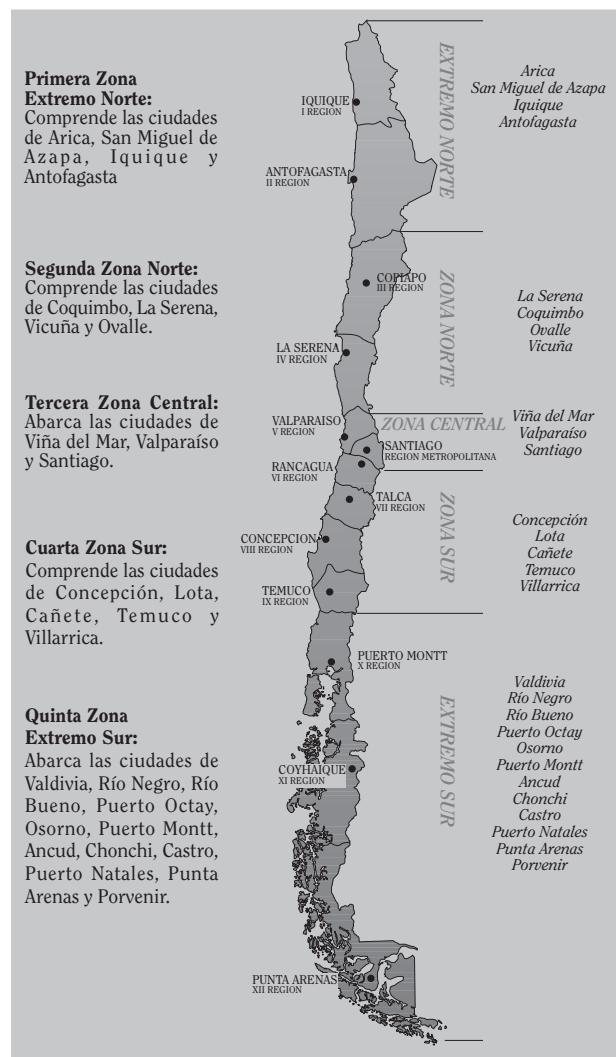 Primera Zona
Extremo Norte:
Comprende las ciudades
de Arica, San Miguel de
Azapa, Iquique y
Antofagasta
Segunda Zona Norte:
Comprende las ciudades
de Coquimbo, La Serena,
Vicuña y Ovalle.
Tercera Zona Central:
Abarca las ciudades de
Viña del Mar, Valparaíso
y Santiago.
Cuarta Zona Sur:
Comprende las ciudades
de Concepción, Lota,
Cañete, Temuco y
Villarrica.
Quinta Zona
Extremo Sur:
Abarca las ciudades de
Valdivia, Río Negro, Río
Bueno, Puerto Octay,
Osorno, Puerto Montt,
Ancud, Chonchi, Castro,
Puerto Natales, Punta
Arenas y Porvenir.
IQUIQUE
I REGION
ANTOFAGASTA
II REGION
COPIAPO
III REGION
LA SERENA
IV REGION
VALPARAISO
V REGION
SANTIAGO
REGION METROPOLITANA
RANCAGUA
VI REGION
TALCA
VII REGION
CONCEPCION
VIII REGION
TEMUCO
IX REGION
PUERTO MONTT
X REGION
COYHAIQUE
XI REGION
PUNTA ARENAS
XII REGION
EXTREMO NORTE
ZONA NORTE
ZONA CENTRAL
ZONA SUR
EXTREMO SUR
Arica
San Miguel de Azapa
Iquique
Antofagasta
La Serena
Coquimbo
Ovalle
Vicuña
Viña del Mar
Valparaíso
Santiago
Concepción
Lota
Cañete
Temuco
Villarrica
Valdivia
Río Negro
Río Bueno
Puerto Octay
Osorno
Puerto Montt
Ancud
Chonchi
Castro
Puerto Natales
Punta Arenas
Porvenir